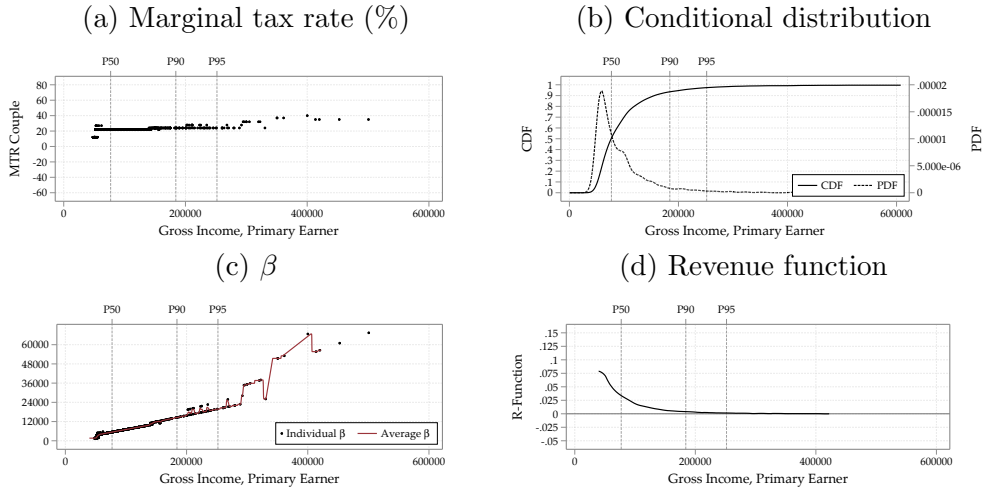 (a) Marginal tax rate (%)
P50 P90 P95
80
60
40
20
0
-20
-40
-60
MTR Couple
0 200000 400000 600000
Gross Income, Primary Earner
(b) Conditional distribution
P50 P90 P95
1
.9
.8
.7
.6
.5
.4
.3
.2
.1
0
CDF
.00002
.000015
.00001
5.000e-06
0
PDF
CDF PDF
0 200000 400000 600000
Gross Income, Primary Earner
(c) β
P50 P90 P95
60000
48000
36000
24000
12000
0
Individual β Average β
0 200000 400000 600000
Gross Income, Primary Earner
(d) Revenue function
P50 P90 P95
.15
.125
.1
.075
.05
.025
0
-.025
-.05
R-Function
0 200000 400000 600000
Gross Income, Primary Earner